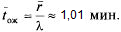 t̄ож = r̄/λ ≈ 1,01 мин.